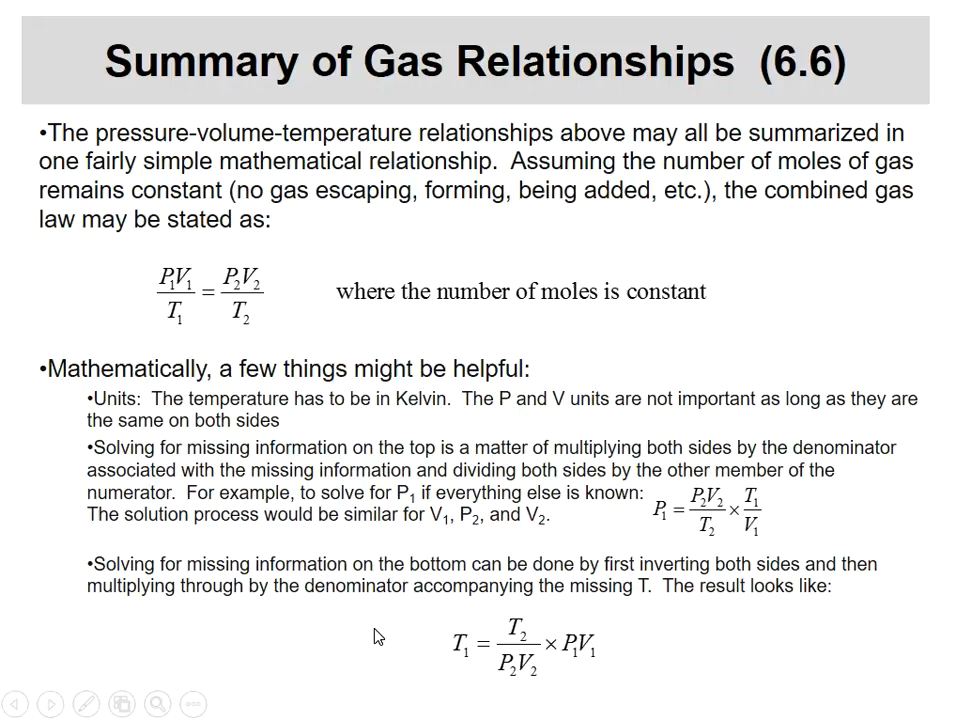 Summary of Gas Relationships  (6.6)
•The pressure-volume-temperature relationships above may all be summarized in
one fairly simple mathematical relationship.  Assuming the number of moles of gas
remains constant (no gas escaping, forming, being added, etc.), the combined gas
law may be stated as:
P₁V₁/T₁ = P₂V₂/T₂ where the number of moles is constant
•Mathematically, a few things might be helpful:
•Units:  The temperature has to be in Kelvin.  The P and V units are not important as long as they are
the same on both sides
•Solving for missing information on the top is a matter of multiplying both sides by the denominator
associated with the missing information and dividing both sides by the other member of the
numerator.  For example, to solve for P₁ if everything else is known:
P₁ = P₂V₂/T₂ × T₁/V₁
The solution process would be similar for V₁, P₂, and V₂.
•Solving for missing information on the bottom can be done by first inverting both sides and then
multiplying through by the denominator accompanying the missing T.  The result looks like:
T₁ = T₂/P₂V₂ × P₁V₁